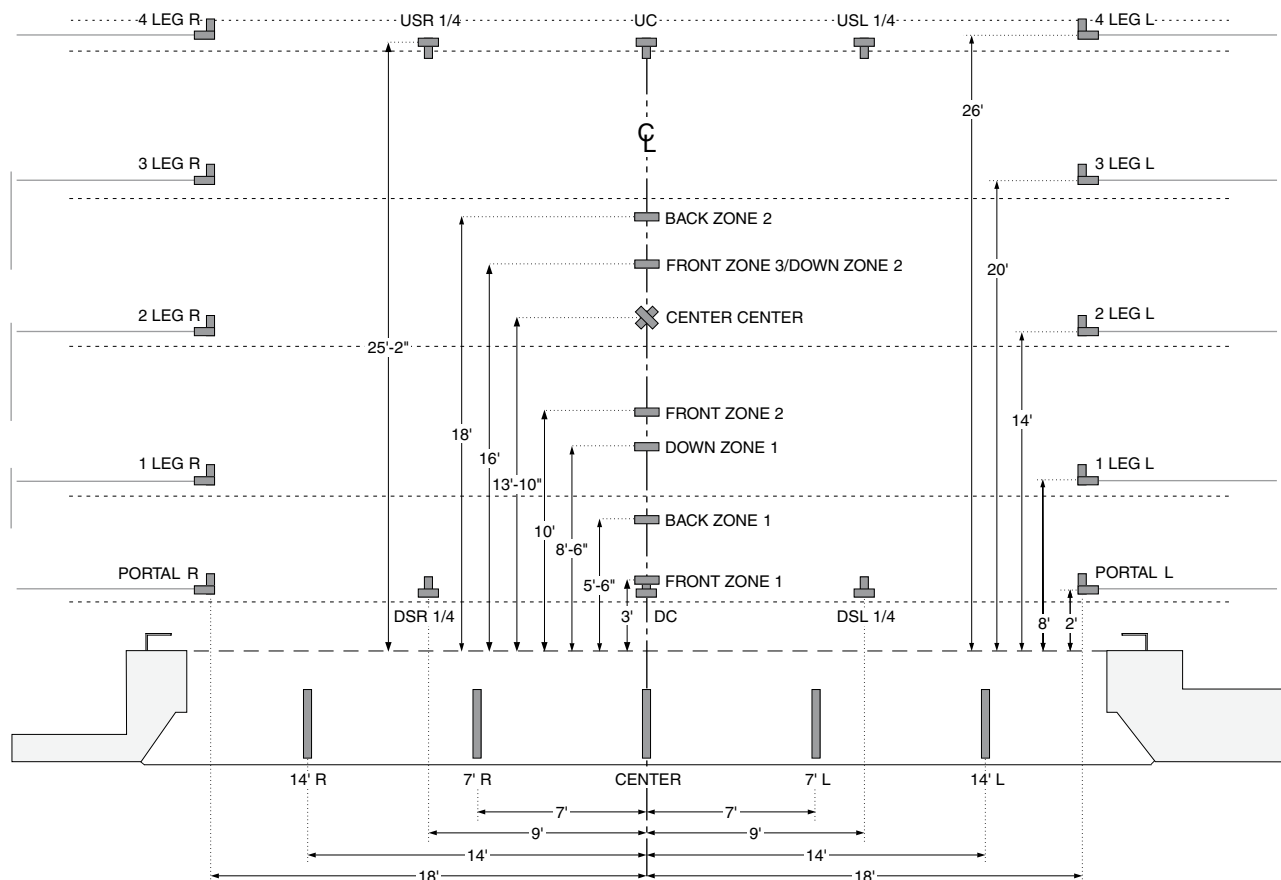 4 LEG R USR 1/4 UC USL 1/4 4 LEG L
26'
℄
3 LEG R 3 LEG L
BACK ZONE 2
FRONT ZONE 3/DOWN ZONE 2
20'
2 LEG R CENTER CENTER 2 LEG L
25'-2"
FRONT ZONE 2
14'
18'
DOWN ZONE 1
16'
1 LEG R 1 LEG L
13'-10"
BACK ZONE 1
10'
8'-6"
PORTAL R FRONT ZONE 1 PORTAL L
5'-6"
DSR 1/4 3' DC DSL 1/4 8' 2'
14' R 7' R CENTER 7' L 14' L
7' 7'
9' 9'
14' 14'
18' 18'